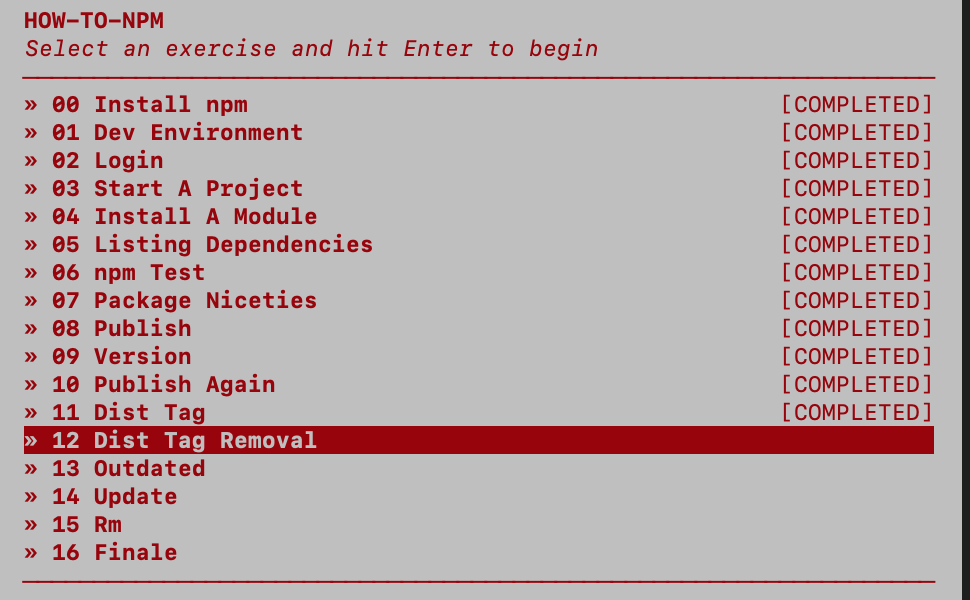 HOW-TO-NPM
Select an exercise and hit Enter to begin
» 00 Install npm [COMPLETED]
» 01 Dev Environment [COMPLETED]
» 02 Login [COMPLETED]
» 03 Start A Project [COMPLETED]
» 04 Install A Module [COMPLETED]
» 05 Listing Dependencies [COMPLETED]
» 06 npm Test [COMPLETED]
» 07 Package Niceties [COMPLETED]
» 08 Publish [COMPLETED]
» 09 Version [COMPLETED]
» 10 Publish Again [COMPLETED]
» 11 Dist Tag [COMPLETED]
» 12 Dist Tag Removal
» 13 Outdated
» 14 Update
» 15 Rm
» 16 Finale